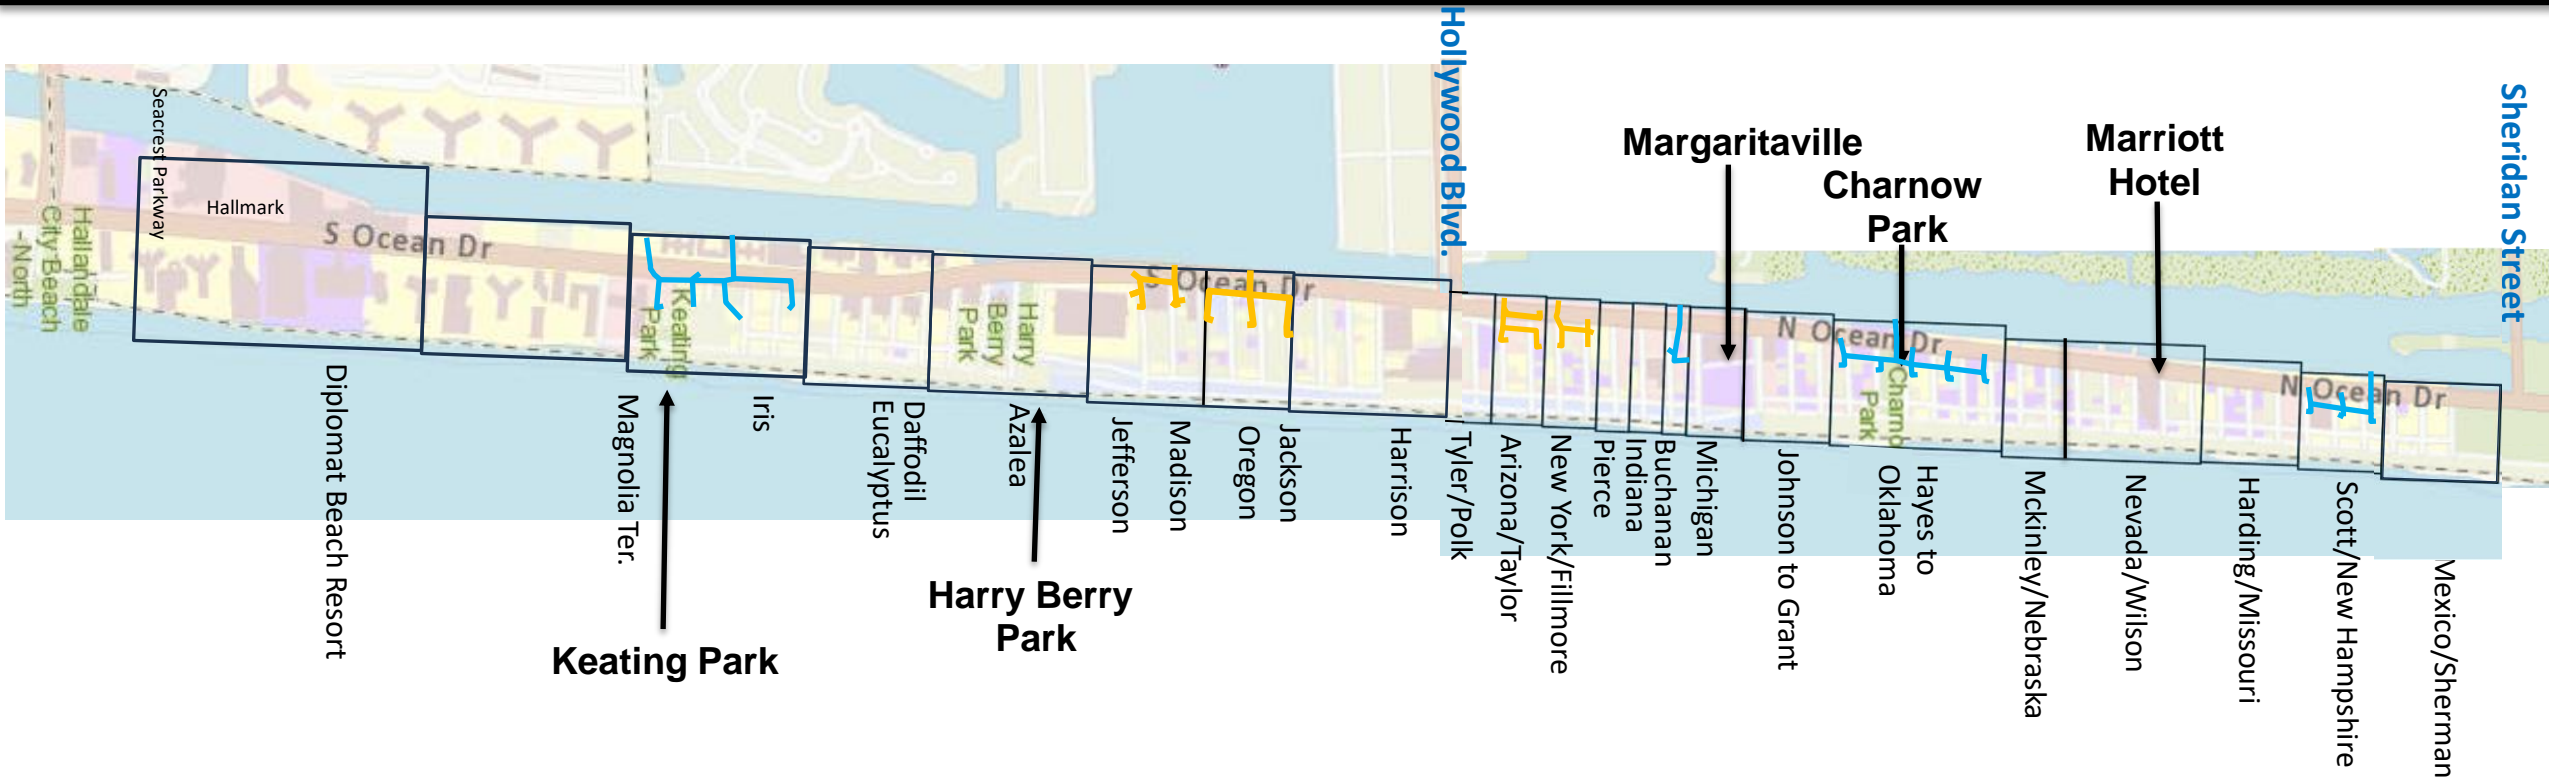 Hollywood Blvd.
Sheridan Street
Seacrest Parkway
Hallmark
Hallandale
City Beach
- North
S Ocean Dr
Keating
Park
Harry
Berry
Park
S Ocean Dr
Margaritaville
Charnow
Park
Marriott
Hotel
N Ocean Dr
Charno
Park
N Ocean Dr
Diplomat Beach Resort
Magnolia Ter.
Iris
Daffodil
Eucalyptus
Azalea
Jefferson
Madison
Oregon
Jackson
Harrison
Tyler/Polk
Arizona/Taylor
New York/Fillmore
Pierce
Indiana
Buchanan
Michigan
Johnson to Grant
Hayes to
Oklahoma
Mckinley/Nebraska
Nevada/Wilson
Harding/Missouri
Scott/New Hampshire
Mexico/Sherman
Keating Park
Harry Berry
Park